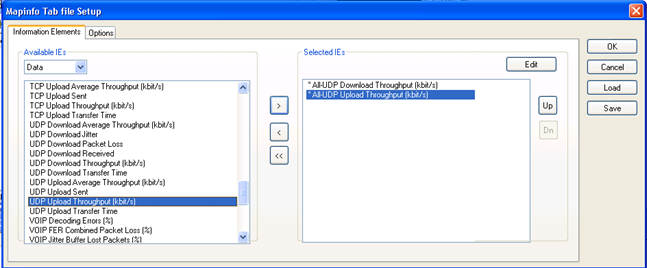 Mapinfo Tab file Setup
Information Elements
Options
Available IEs
Data
TCP Upload Average Throughput (kbit/s)
TCP Upload Sent
TCP Upload Throughput (kbit/s)
TCP Upload Transfer Time
UDP Download Average Throughput (kbit/s)
UDP Download Jitter
UDP Download Packet Loss
UDP Download Received
UDP Download Throughput (kbit/s)
UDP Download Transfer Time
UDP Upload Average Throughput (kbit/s)
UDP Upload Sent
UDP Upload Throughput (kbit/s)
UDP Upload Transfer Time
VOIP Decoding Errors (%)
VOIP FER Combined Packet Loss (%)
VOIP Jitter Buffer Lost Packets (%)
>
<
<<
Selected IEs
Edit
* All-UDP Download Throughput (kbit/s)
* All-UDP Upload Throughput (kbit/s)
Up
Dn
OK
Cancel
Load
Save